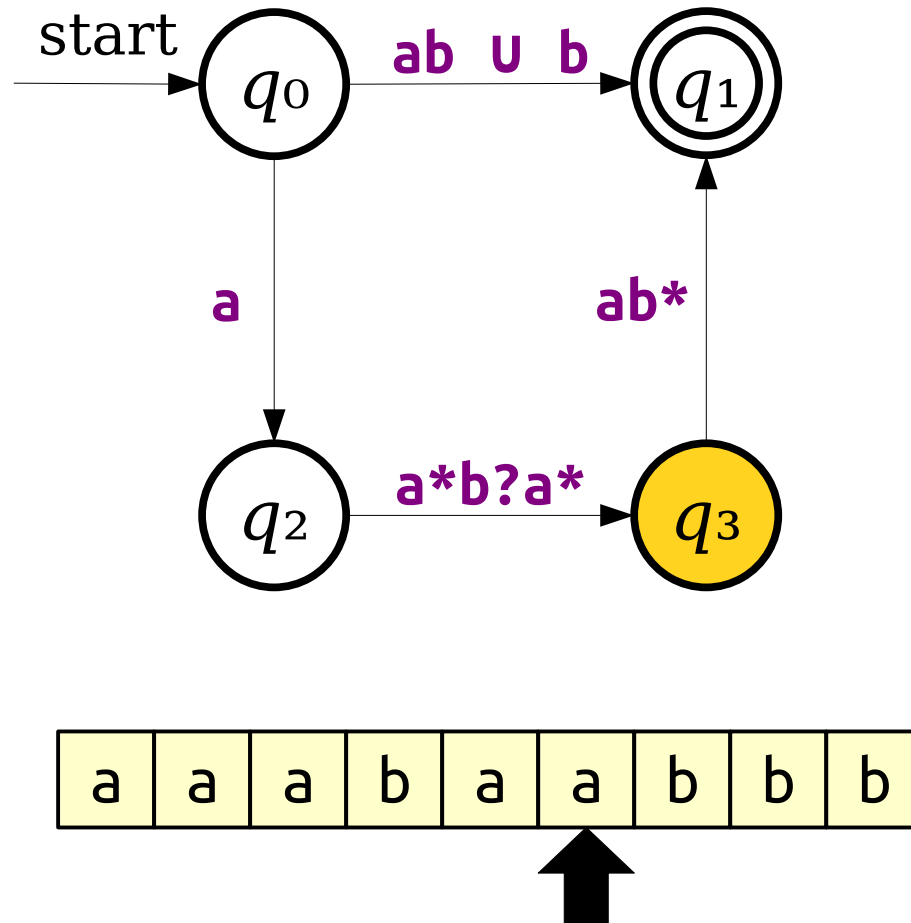 start
q0
ab ∪ b
q1
a
ab*
q2
a*b?a*
q3
a a a b a a b b b